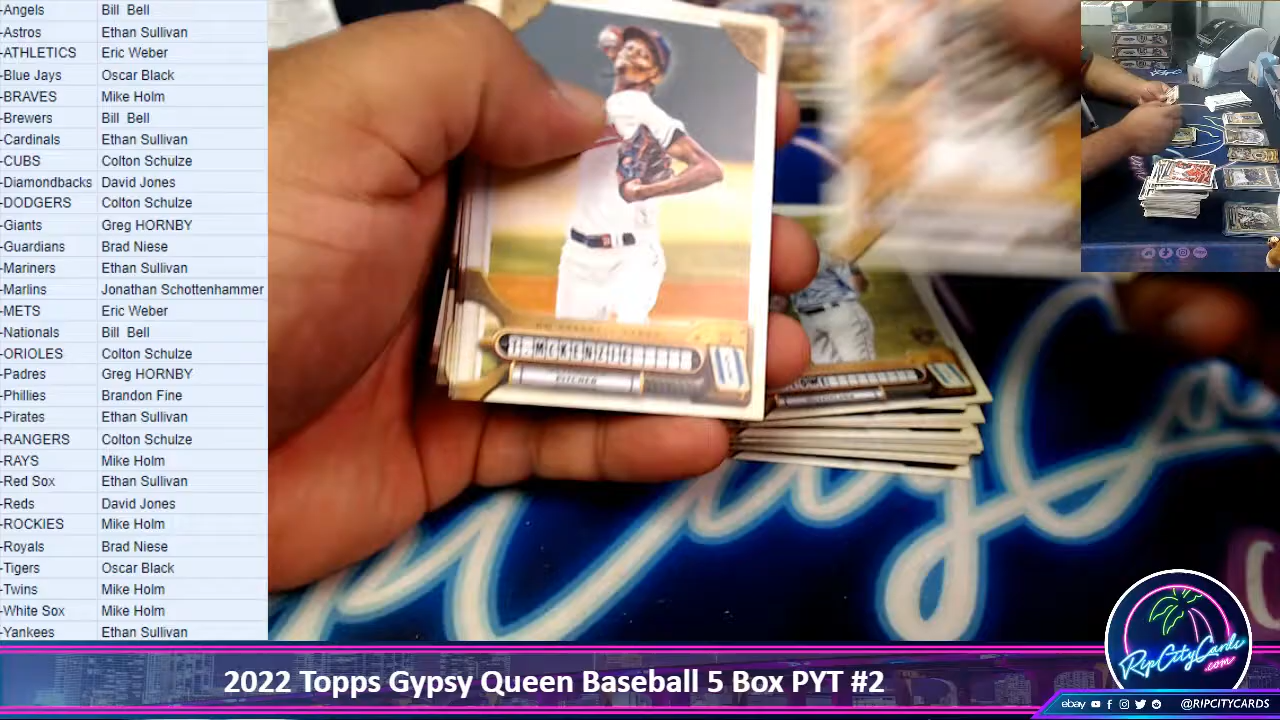 -Angels Bill Bell
-Astros Ethan Sullivan
-ATHLETICS Eric Weber
-Blue Jays Oscar Black
-BRAVES Mike Holm
-Brewers Bill Bell
-Cardinals Ethan Sullivan
-CUBS Colton Schulze
-Diamondbacks David Jones
-DODGERS Colton Schulze
-Giants Greg HORNBY
-Guardians Brad Niese
-Mariners Ethan Sullivan
-Marlins Jonathan Schottenhammer
-METS Eric Weber
-Nationals Bill Bell
-ORIOLES Colton Schulze
-Padres Greg HORNBY
-Phillies Brandon Fine
-Pirates Ethan Sullivan
-RANGERS Colton Schulze
-RAYS Mike Holm
-Red Sox Ethan Sullivan
-Reds David Jones
-ROCKIES Mike Holm
-Royals Brad Niese
-Tigers Oscar Black
-Twins Mike Holm
-White Sox Mike Holm
-Yankees Ethan Sullivan
T. MCKENZIE
PITCHER
2022 Topps Gypsy Queen Baseball 5 Box PYT #2
RipCityCards
.com
ebay @RIPCITYCARDS